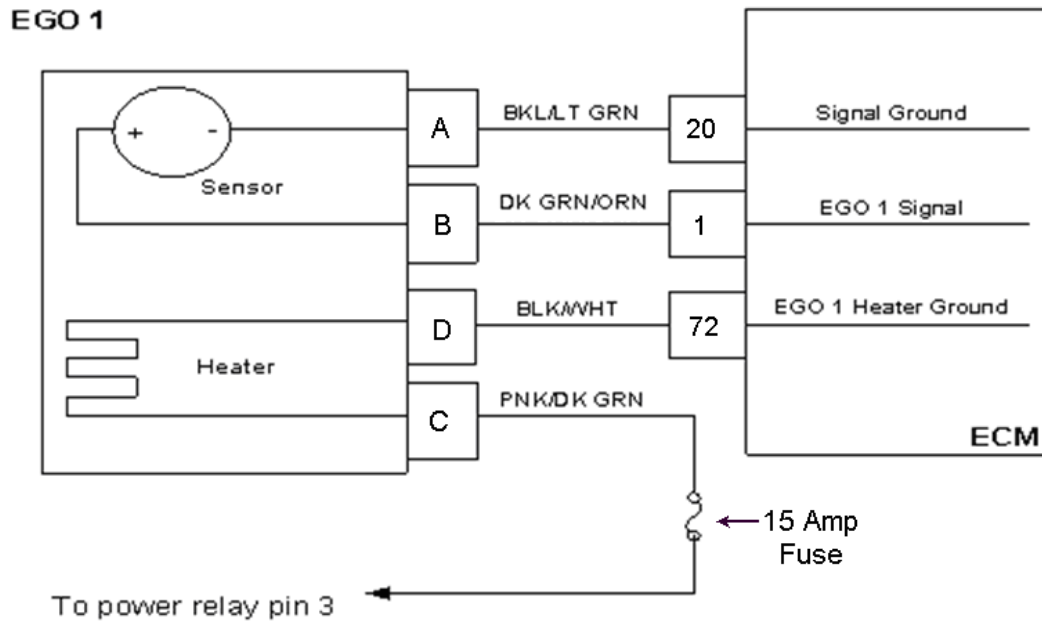 EGO 1
A
BKL/LT GRN
20
Signal Ground
+ -
Sensor
B
DK GRN/ORN
1
EGO 1 Signal
D
BLK/WHT
72
EGO 1 Heater Ground
Heater
C
PNK/DK GRN
ECM
15 Amp
Fuse
To power relay pin 3